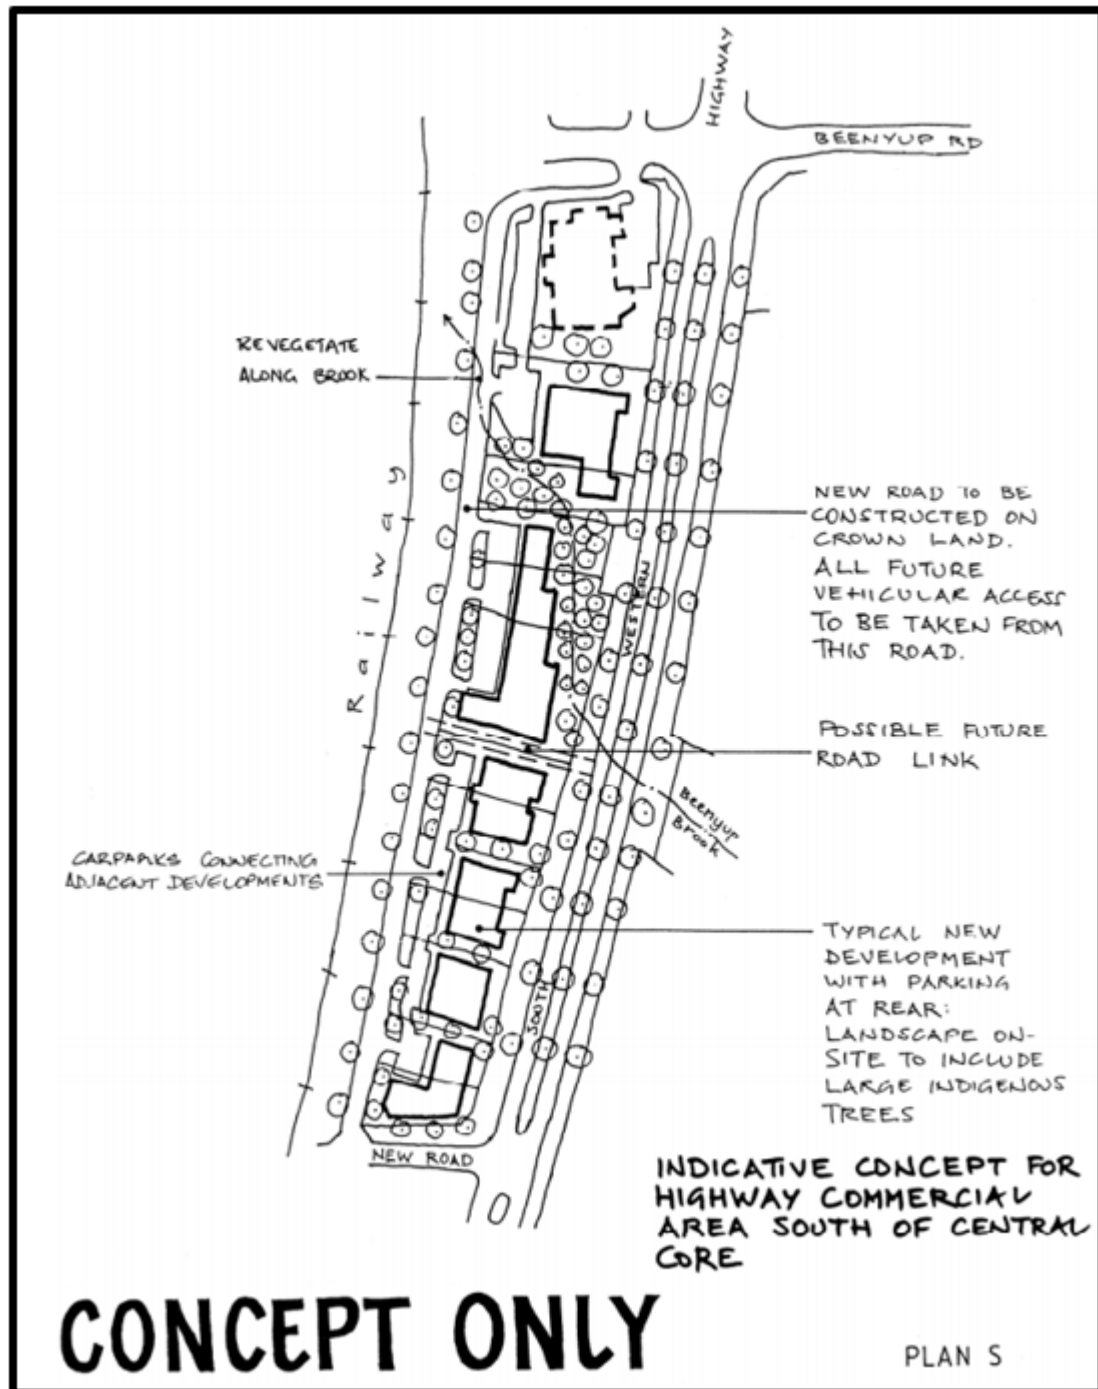 HIGHWAY
BEENYUP RD
REVEGETATE
ALONG BROOK
Railway
NEW ROAD TO BE
CONSTRUCTED ON
CROWN LAND.
ALL FUTURE
VEHICULAR ACCESS
TO BE TAKEN FROM
THIS ROAD.
WESTERN
POSSIBLE FUTURE
ROAD LINK
Beenyup
Brook
CARPARKS CONNECTING
ADJACENT DEVELOPMENTS
TYPICAL NEW
DEVELOPMENT
WITH PARKING
AT REAR:
LANDSCAPE ON-
SITE TO INCLUDE
LARGE INDIGENOUS
TREES
SOUTH
NEW ROAD
INDICATIVE CONCEPT FOR
HIGHWAY COMMERCIAL
AREA SOUTH OF CENTRAL
CORE
CONCEPT ONLY
PLAN S